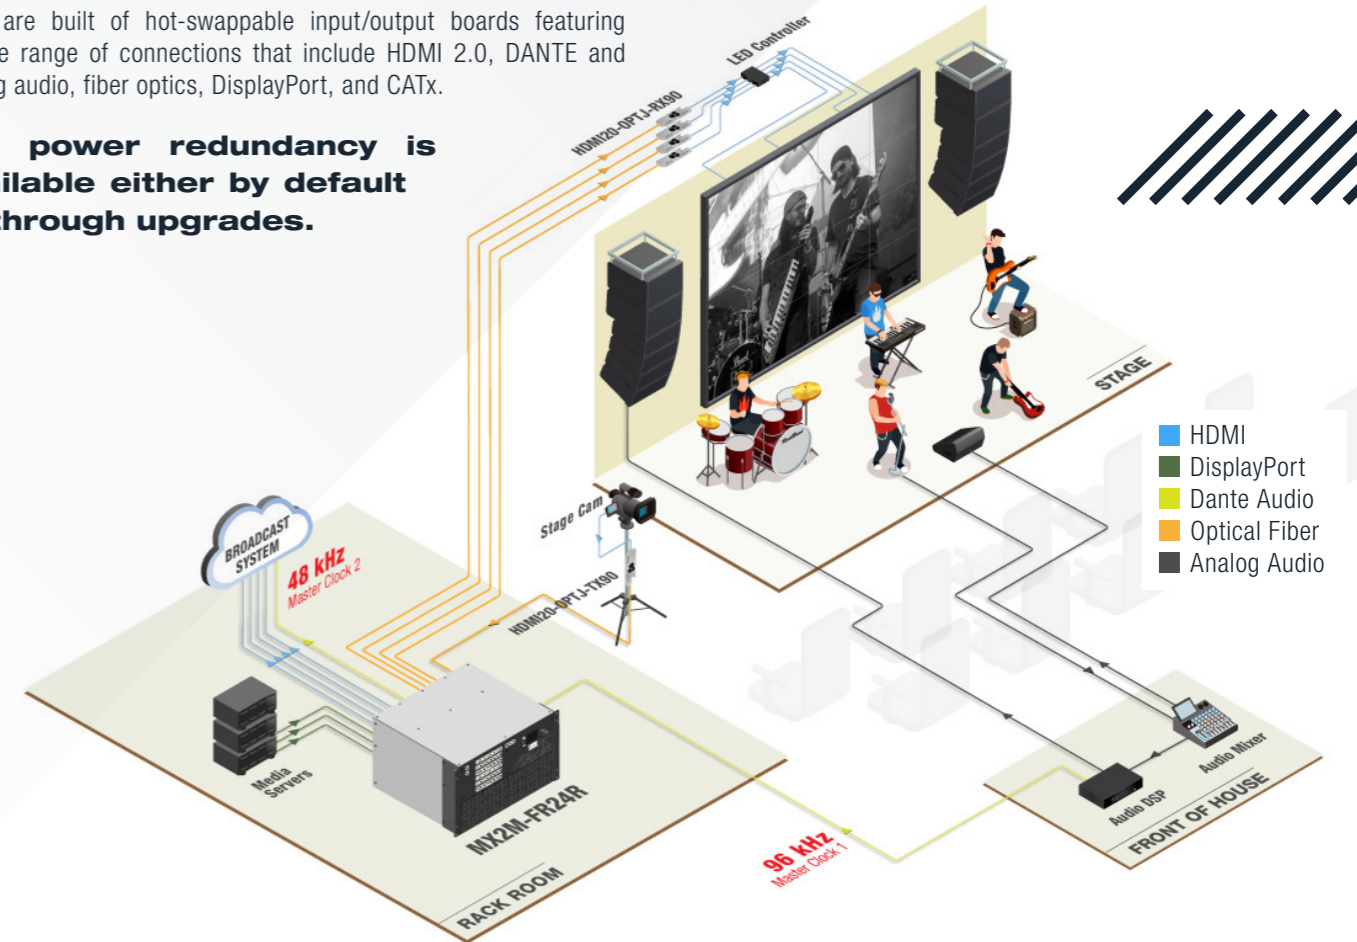 are built of hot-swappable input/output boards featuring
range of connections that include HDMI 2.0, DANTE and
audio, fiber optics, DisplayPort, and CATx.
power redundancy is
either by default
through upgrades.
LED Controller
HDMI20-OPTJ-RX90
STAGE
HDMI
DisplayPort
Dante Audio
Optical Fiber
Analog Audio
Stage Cam
BROADCAST
SYSTEM
48 kHz
Master Clock 2
HDMI20-OPTJ-TX90
Media
Servers
MX2M-FR24R
RACK ROOM
96 kHz
Master Clock 1
Audio Mixer
Audio DSP
FRONT OF HOUSE